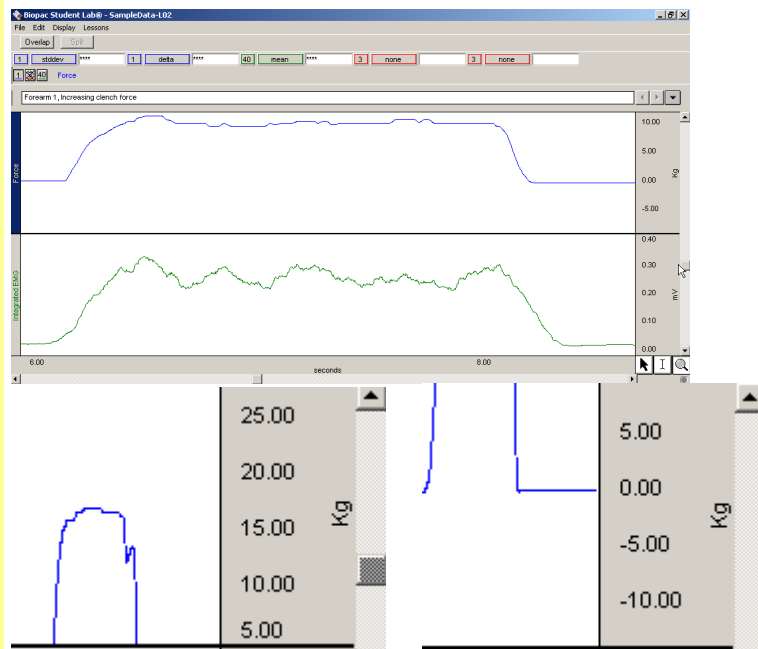 Biopac Student Lab® - SampleData-L02
File Edit Display Lessons
Overlap Split
1 stddev **** 1 delta **** 40 mean **** 3 none 3 none
1 40 Force
Forearm 1, Increasing clench force
Force
10.00
5.00
0.00
-5.00
Kg
Integrated EMG
0.40
0.30
0.20
0.10
0.00
mV
6.00 8.00
seconds
25.00
20.00
15.00
10.00
5.00
Kg
5.00
0.00
-5.00
-10.00
Kg